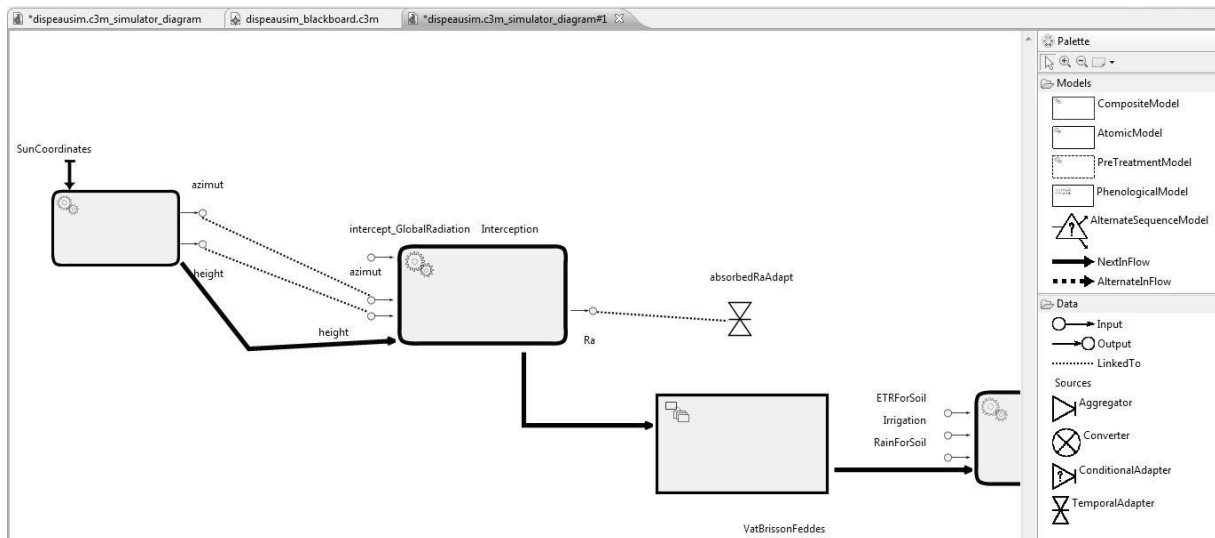 *dispeausim.c3m_simulator_diagram
dispeausim_blackboard.c3m
*dispeausim.c3m_simulator_diagram#1
SunCoordinates
azimut
height
intercept_GlobalRadiation
Interception
azimut
height
Ra
absorbedRaAdapt
ETRForSoil
Irrigation
RainForSoil
VatBrissonFeddes
Palette
Models
CompositeModel
AtomicModel
PreTreatmentModel
PhenologicalModel
?
AlternateSequenceModel
NextInFlow
AlternateInFlow
Data
Input
Output
LinkedTo
Sources
Aggregator
Converter
?
ConditionalAdapter
TemporalAdapter